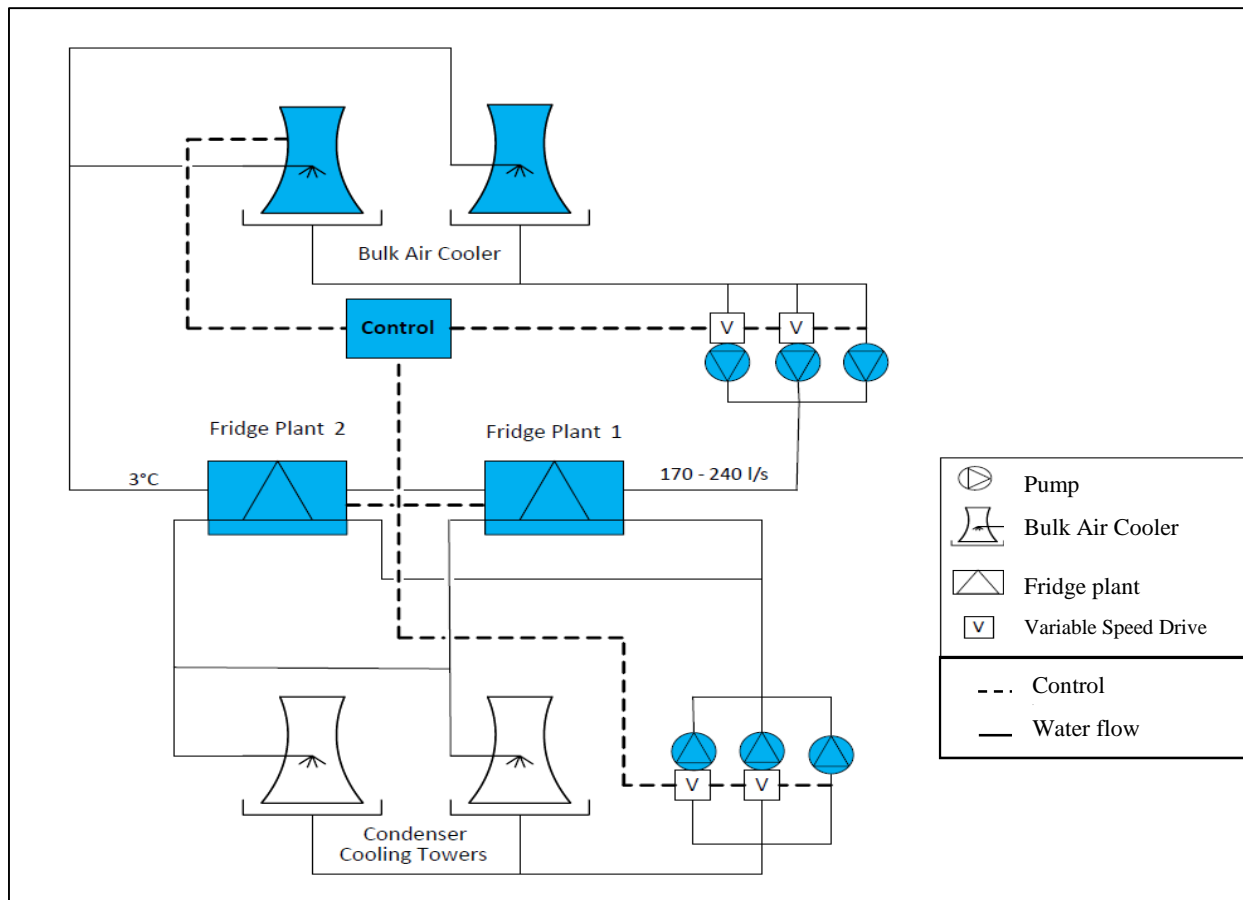 Bulk Air Cooler
Control
V
V
Fridge Plant 2
Fridge Plant 1
3°C
170 - 240 l/s
Pump
Bulk Air Cooler
Fridge plant
V
Variable Speed Drive
Control
Water flow
V
V
Condenser
Cooling Towers